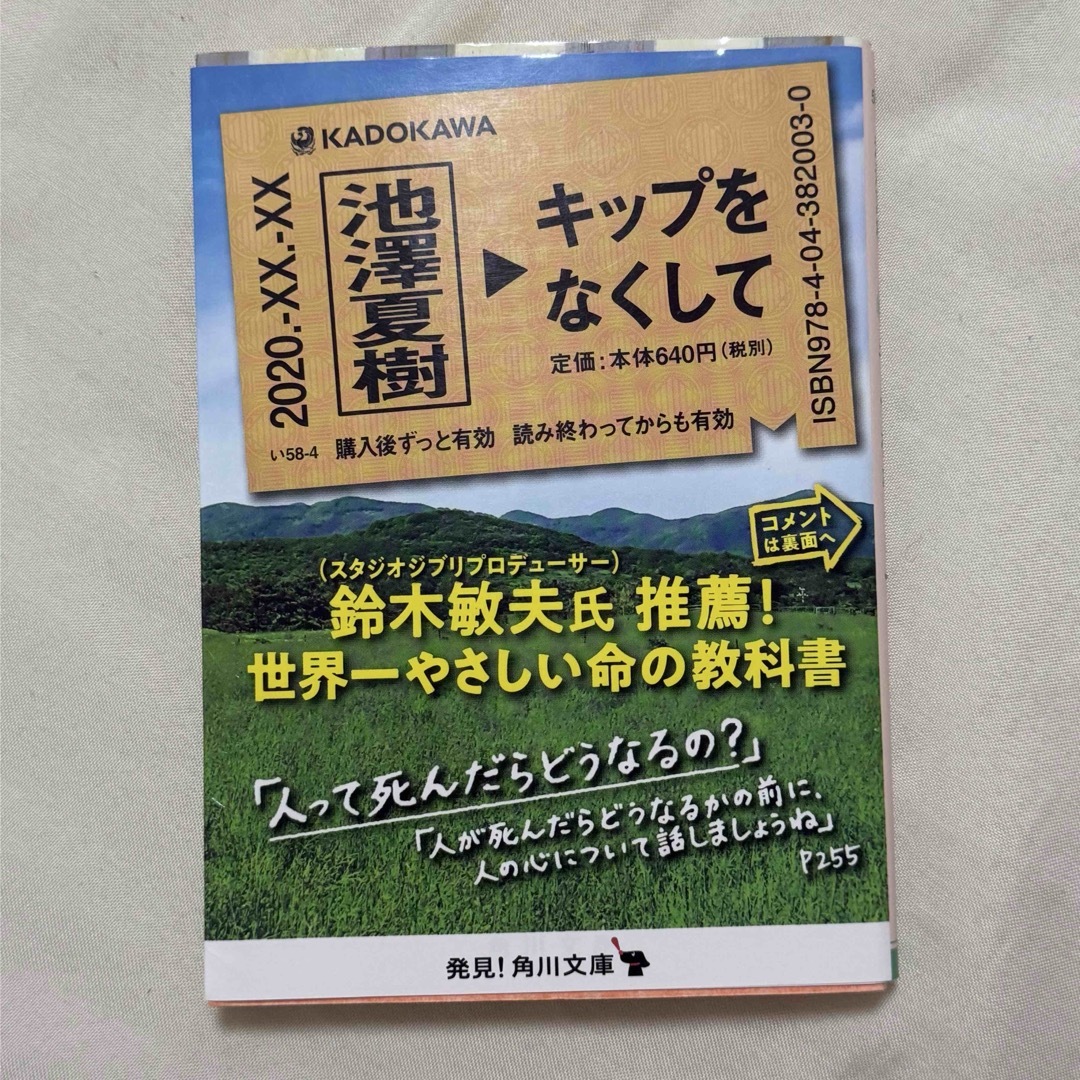 KADOKAWA
2020.-XX.-XX
池澤夏樹
キップを
なくして
定価：本体640円（税別）
ISBN978-4-04-382003-0
い58-4 購入後ずっと有効 読み終わってからも有効
コメント
は裏面へ
（スタジオジブリプロデューサー）
鈴木敏夫氏 推薦！
世界一やさしい命の教科書
「人って死んだらどうなるの？」
「人が死んだらどうなるかの前に、
人の心について話しましょうね」
P255
発見！角川文庫